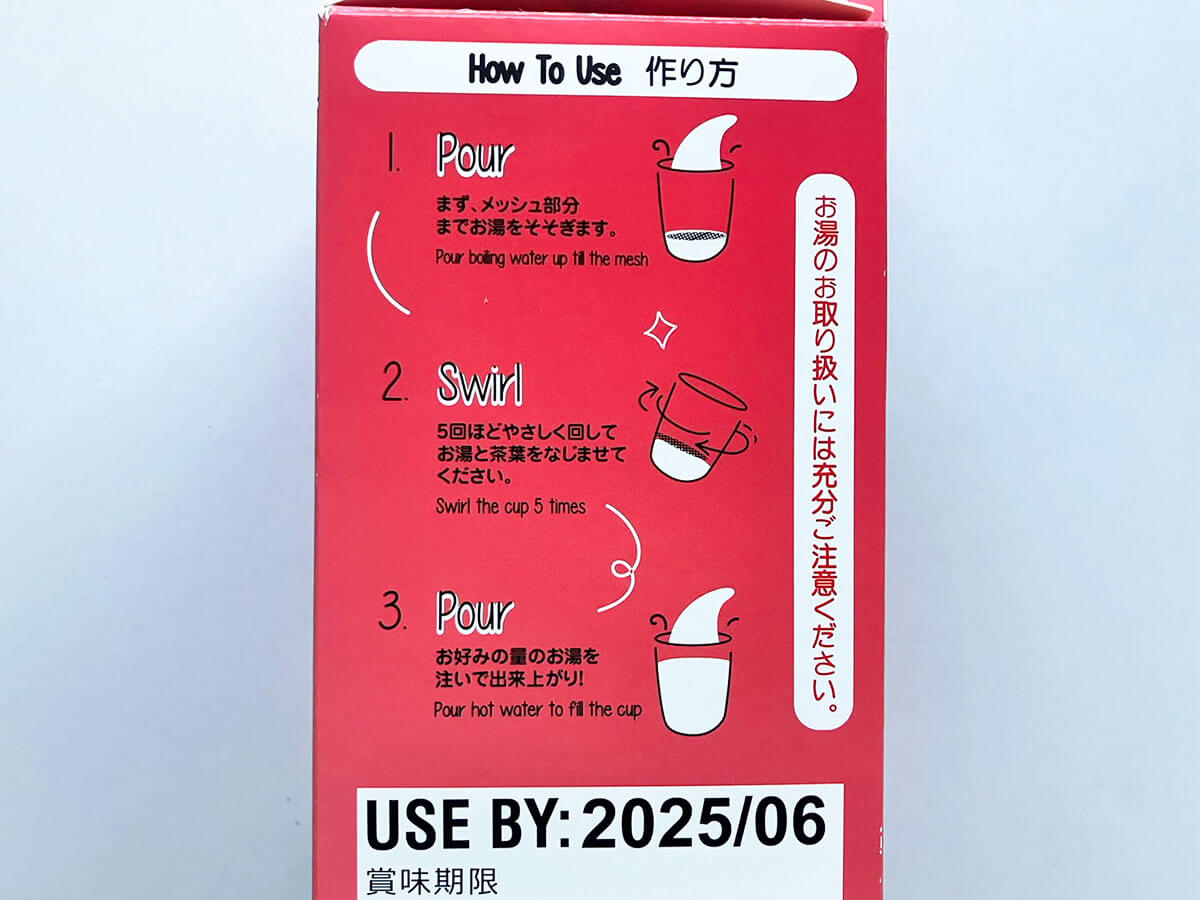 How To Use 作り方
1. Pour
まず、メッシュ部分
までお湯をそそぎます。
Pour boiling water up till the mesh
2. Swirl
5回ほどやさしく回して
お湯と茶葉をなじませて
ください。
Swirl the cup 5 times
3. Pour
お好みの量のお湯を
注いで出来上がり!
Pour hot water to fill the cup
お湯のお取り扱いには充分ご注意ください。
USE BY: 2025/06
賞味期限